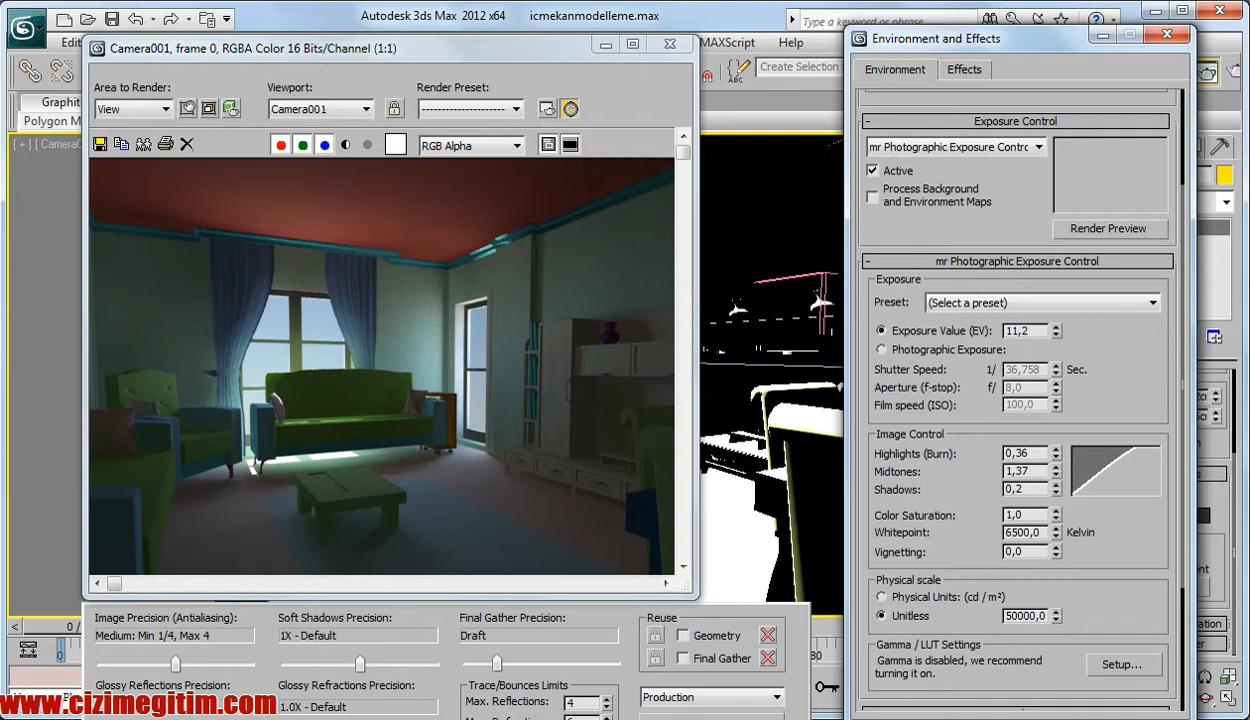 Autodesk 3ds Max 2012 x64 icmekanmodelleme.max
Type a keyword or phrase
MAXScript Help
Create Selection
ABC
Polygon M
Camera001, frame 0, RGBA Color 16 Bits/Channel (1:1)
Area to Render:
View
Viewport:
Camera001
Render Preset:
RGB Alpha
Environment and Effects
Environment Effects
Exposure Control
mr Photographic Exposure Contrc
Active
Process Background
and Environment Maps
Render Preview
mr Photographic Exposure Control
Exposure
Preset: (Select a preset)
Exposure Value (EV): 11,2
Photographic Exposure:
Shutter Speed: 1/ 36,758 Sec.
Aperture (f-stop): f/ 8,0
Film speed (ISO): 100,0
Image Control
Highlights (Burn): 0,36
Midtones: 1,37
Shadows: 0,2
Color Saturation: 1,0
Whitepoint: 6500,0 Kelvin
Vignetting: 0,0
Physical scale
Physical Units: (cd / m²)
Unitless 50000,0
Gamma / LUT Settings
Gamma is disabled, we recommend
turning it on.
Setup...
Image Precision (Antialiasing):
Medium: Min 1/4, Max 4
Soft Shadows Precision:
1X - Default
Final Gather Precision:
Draft
Reuse
Geometry
Final Gather
Glossy Reflections Precision:
Glossy Refractions Precision:
1.0X - Default
Trace/Bounces Limits
Max. Reflections: 4
Production
0 /
0
80
www.cizimegitim.com